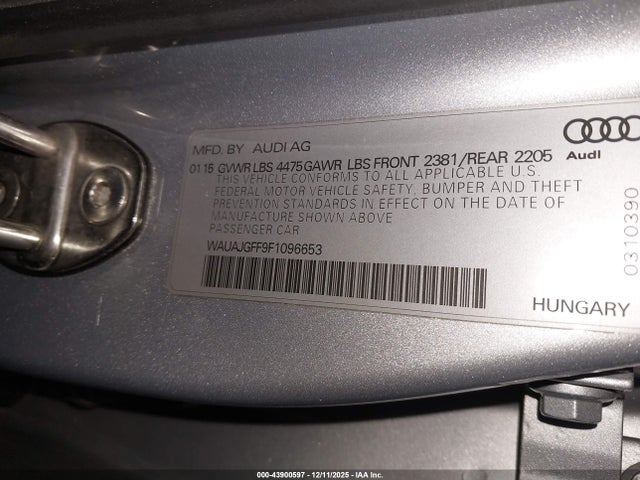 MFD. BY AUDI AG
01 15 GVWR LBS 4475 GAWR LBS FRONT 2381/REAR 2205
Audi
THIS VEHICLE CONFORMS TO ALL APPLICABLE U.S.
FEDERAL MOTOR VEHICLE SAFETY, BUMPER AND THEFT
PREVENTION STANDARDS IN EFFECT ON THE DATE OF
MANUFACTURE SHOWN ABOVE
PASSENGER CAR
WAUAJGFF9F1096653
0310390
HUNGARY
000-43900597 - 12/11/2025 - IAA Inc.